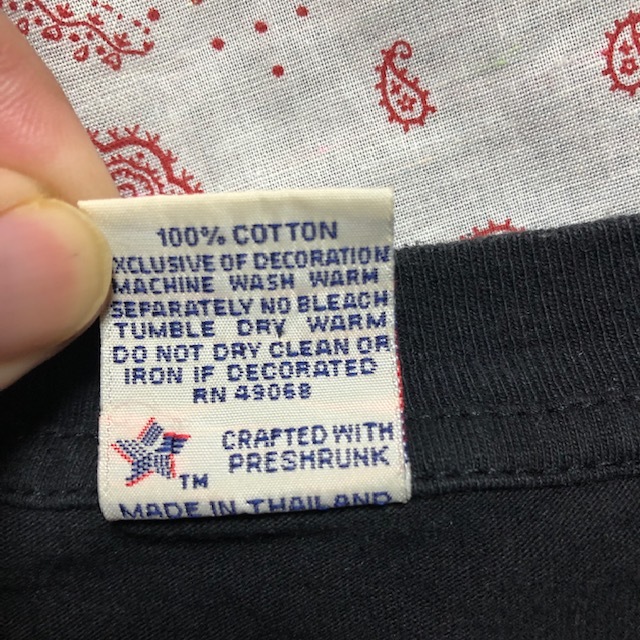 100% COTTON
XCLUSIVE OF DECORATION
MACHINE WASH WARM
SEPARATELY NO BLEACH
TUMBLE DRY WARM
DO NOT DRY CLEAN OR
IRON IF DECORATED
RN 49068
CRAFTED WITH
PRESHRUNK
TM
MADE IN THAILAND